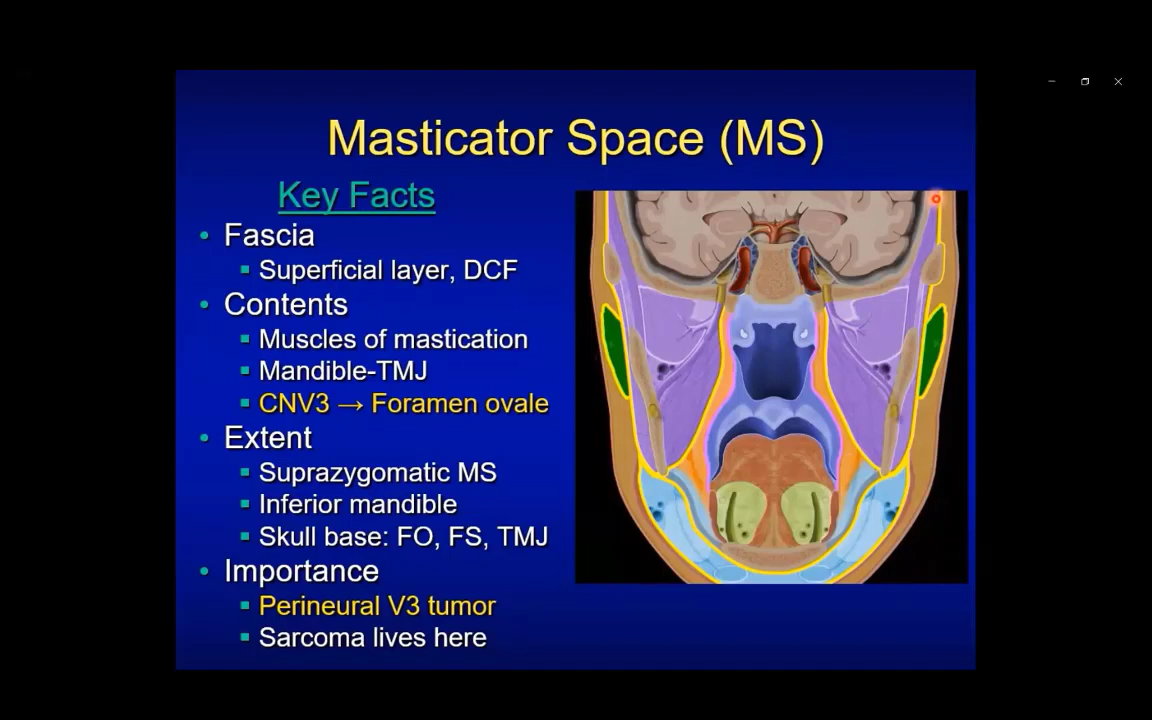 Masticator Space (MS)
Key Facts
• Fascia
▪ Superficial layer, DCF
• Contents
▪ Muscles of mastication
▪ Mandible-TMJ
▪ CNV3 → Foramen ovale
• Extent
▪ Suprazygomatic MS
▪ Inferior mandible
▪ Skull base: FO, FS, TMJ
• Importance
▪ Perineural V3 tumor
▪ Sarcoma lives here